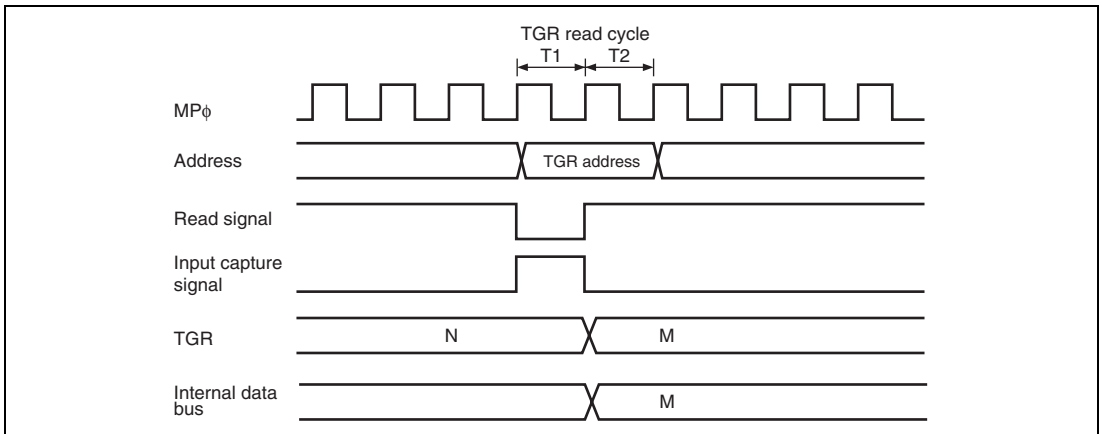 TGR read cycle
T1 T2
MPϕ
Address
TGR address
Read signal
Input capture
signal
TGR
N
M
Internal data
bus
M